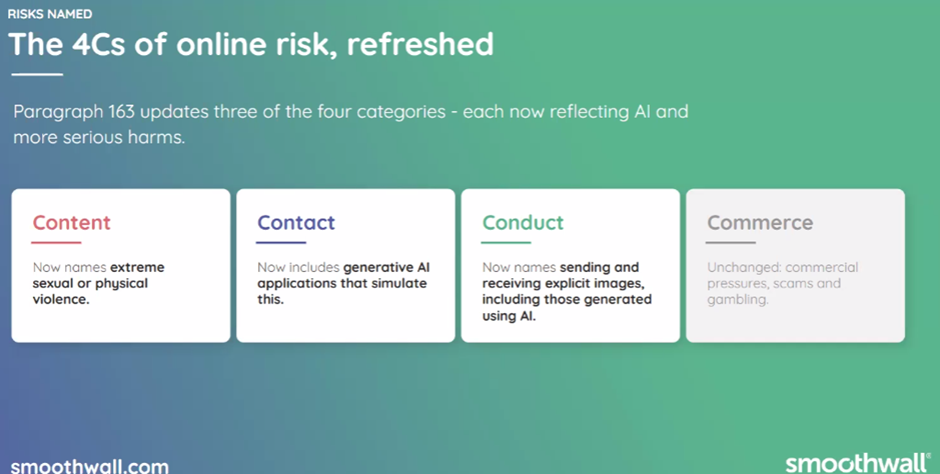 RISKS NAMED
The 4Cs of online risk, refreshed
Paragraph 163 updates three of the four categories - each now reflecting AI and
more serious harms.
Content
Now names extreme
sexual or physical
violence.
Contact
Now includes generative AI
applications that simulate
this.
Conduct
Now names sending and
receiving explicit images,
including those generated
using AI.
Commerce
Unchanged: commercial
pressures, scams and
gambling.
smoothwall.com
smoothwall®